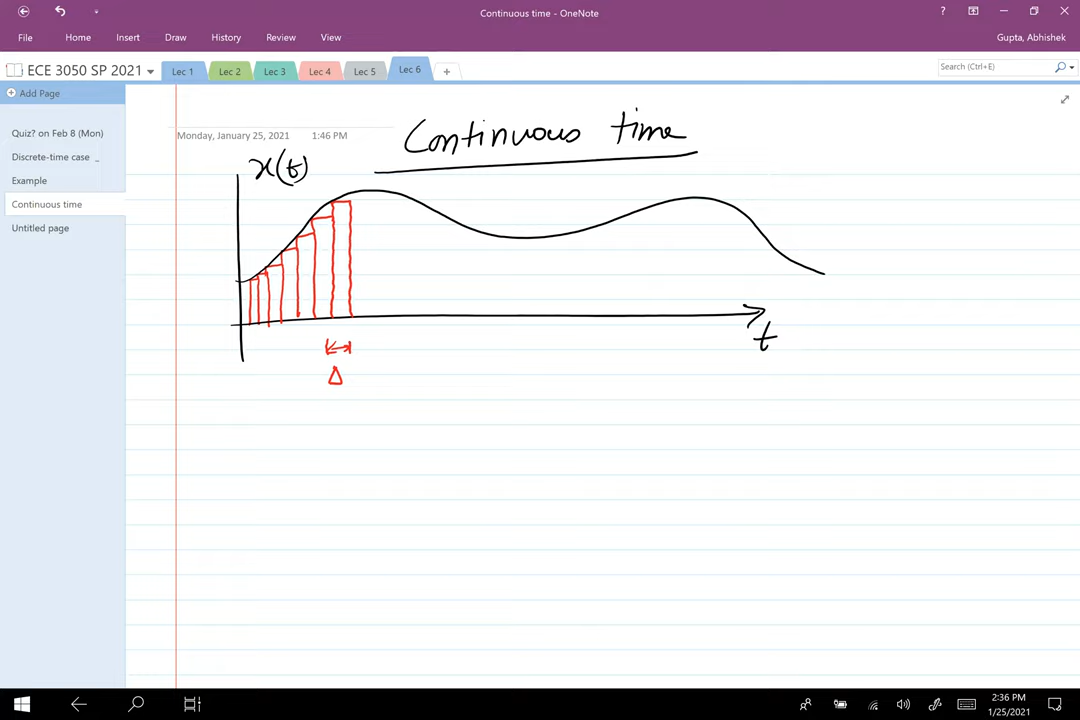 Continuous time - OneNote
?
File Home Insert Draw History Review View
Gupta, Abhishek
ECE 3050 SP 2021
Lec 1 Lec 2 Lec 3 Lec 4 Lec 5 Lec 6 +
Search (Ctrl+E)
Add Page
Quiz? on Feb 8 (Mon)
Discrete-time case _
Example
Continuous time
Untitled page
Monday, January 25, 2021 1:46 PM
Continuous time
x(t)
t
Δ
2:36 PM
1/25/2021